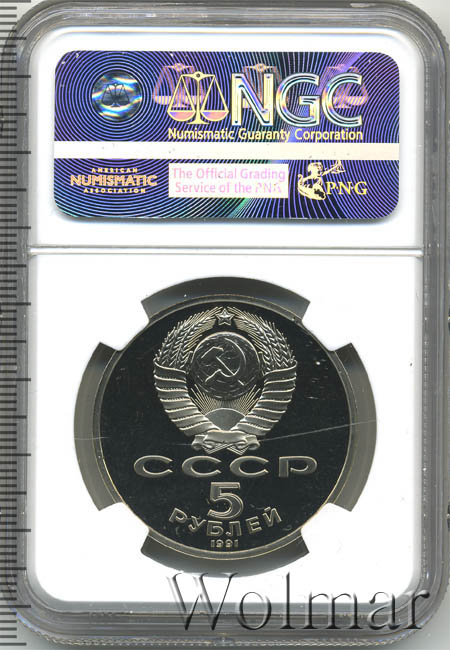 NGC
Numismatic Guaranty Corporation
AMERICAN
NUMISMATIC
ASSOCIATION
The Official Grading
Service of the PNG
PNG
СССР
5
РУБЛЕЙ
1991
Wolmar